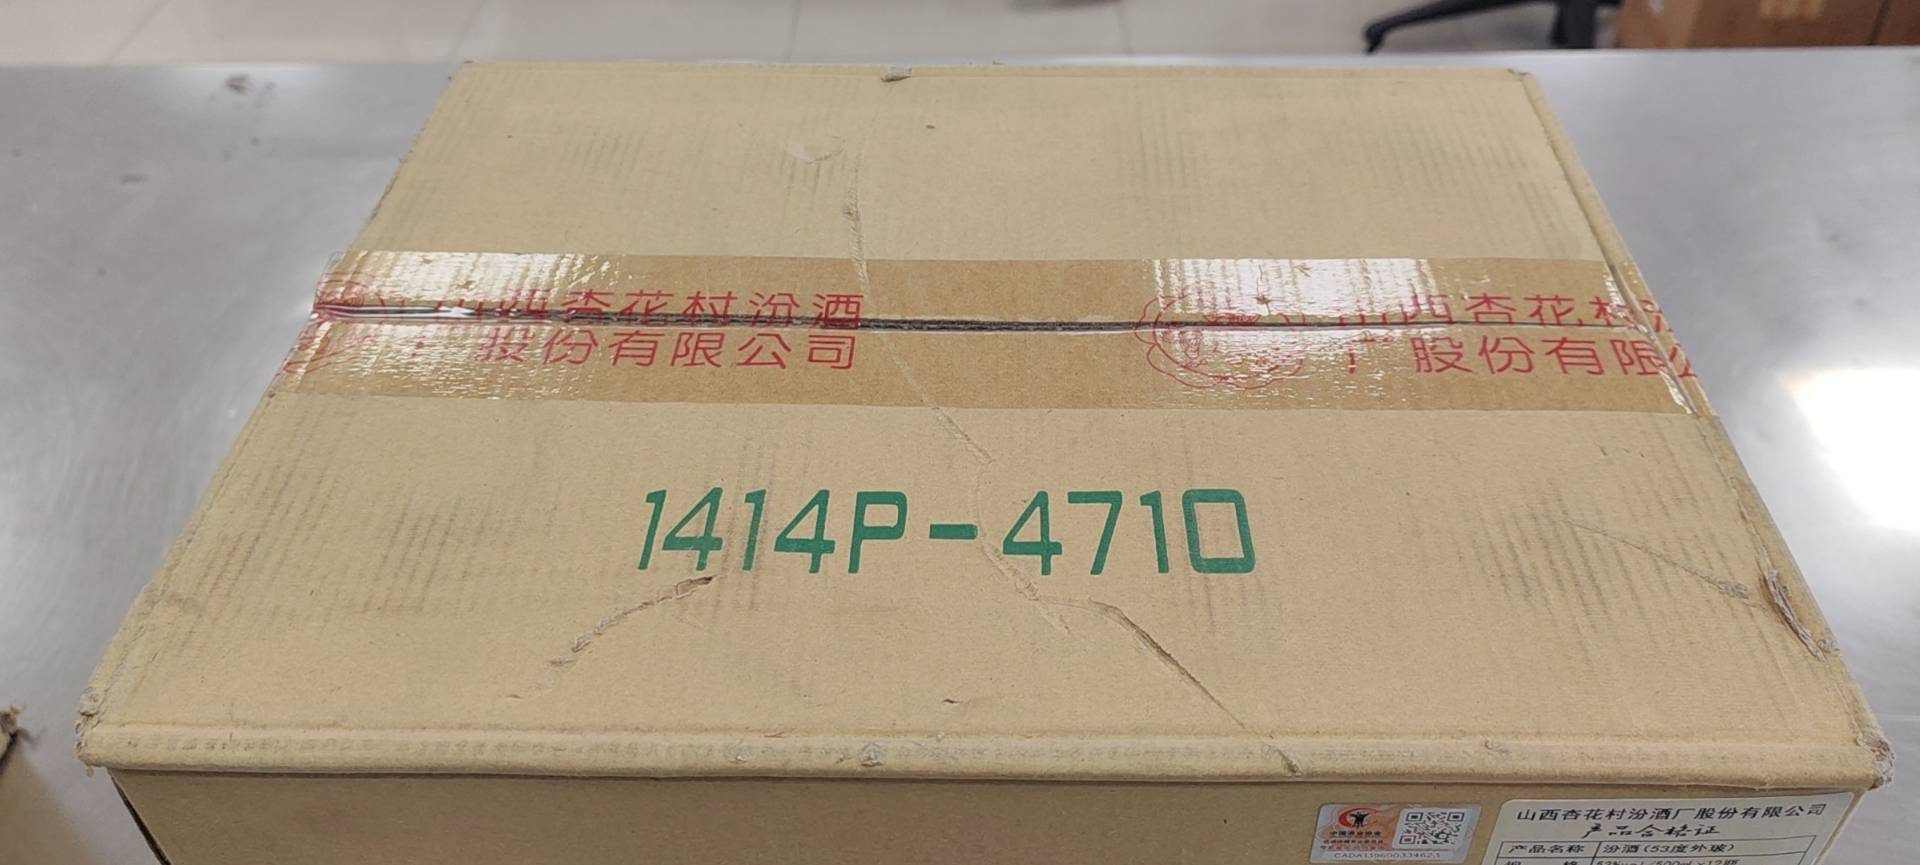 山西杏花村汾酒
厂股份有限公司
山西杏花村
厂股份有限
1414P-4710
山西杏花村汾酒厂股份有限公司
产品合格证
产品名称 汾酒(53度外玻)